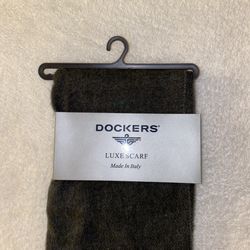 DOCKERS®
LUXE SCARF
Made In Italy